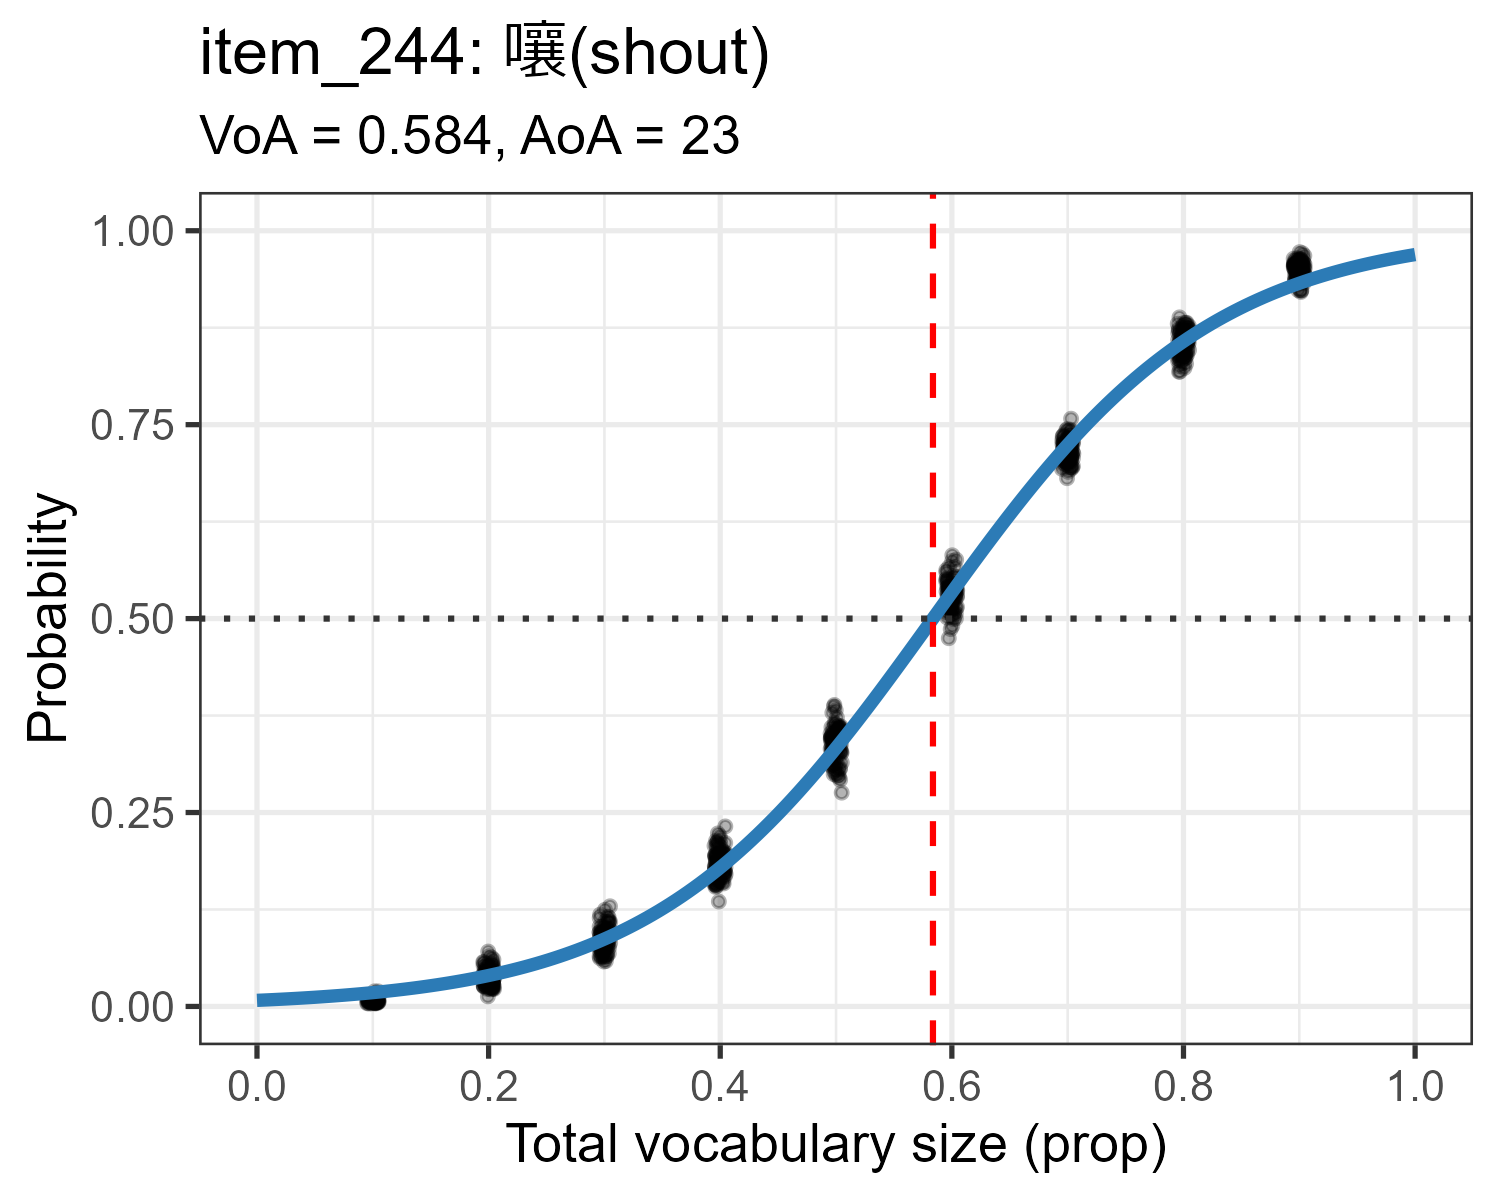 item_244: 嚷(shout)
VoA = 0.584, AoA = 23
1.00
0.75
0.50
0.25
0.00
Probability
0.0 0.2 0.4 0.6 0.8 1.0
Total vocabulary size (prop)